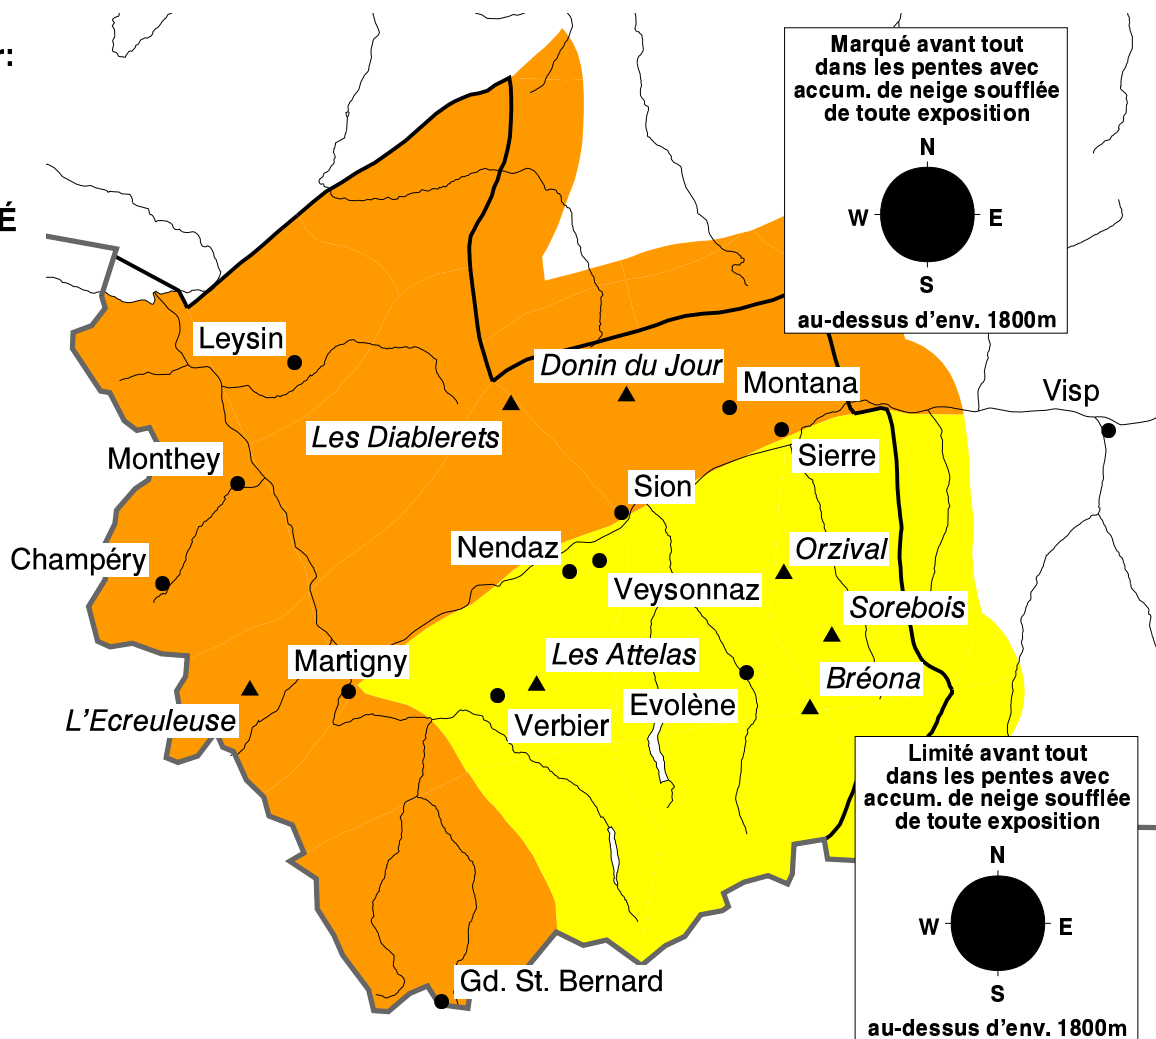 r:
É
Marqué avant tout
dans les pentes avec
accum. de neige soufflée
de toute exposition
N
W
E
S
au-dessus d'env. 1800m
Leysin
Donin du Jour
Montana
Visp
Les Diablerets
Monthey
Sierre
Sion
Champéry
Nendaz
Orzival
Veysonnaz
Sorebois
Martigny
Les Attelas
Bréona
L'Ecreuleuse
Evolène
Verbier
Limité avant tout
dans les pentes avec
accum. de neige soufflée
de toute exposition
N
W
E
S
au-dessus d'env. 1800m
Gd. St. Bernard